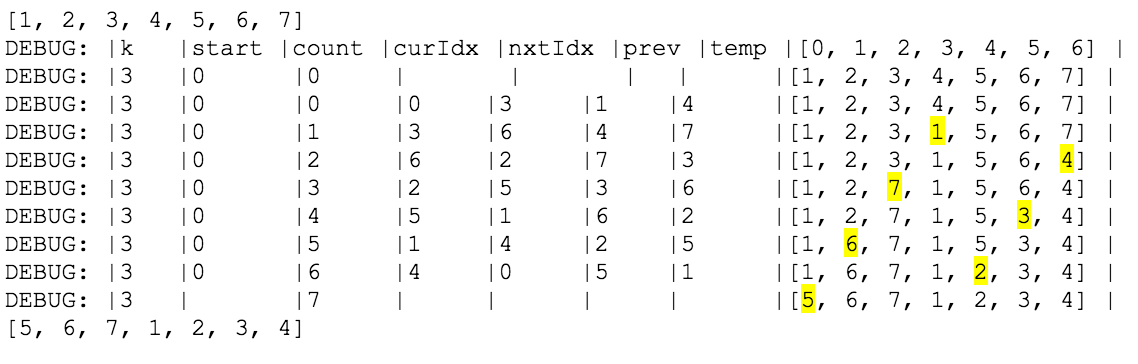 [1, 2, 3, 4, 5, 6, 7]
DEBUG: |k   |start |count |curIdx |nxtIdx |prev |temp |[0, 1, 2, 3, 4, 5, 6] |
DEBUG: |3   |0     |0     |       |       |     |     |[1, 2, 3, 4, 5, 6, 7] |
DEBUG: |3   |0     |0     |0      |3      |1    |4    |[1, 2, 3, 4, 5, 6, 7] |
DEBUG: |3   |0     |1     |3      |6      |4    |7    |[1, 2, 3, 1, 5, 6, 7] |
DEBUG: |3   |0     |2     |6      |2      |7    |3    |[1, 2, 3, 1, 5, 6, 4] |
DEBUG: |3   |0     |3     |2      |5      |3    |6    |[1, 2, 7, 1, 5, 6, 4] |
DEBUG: |3   |0     |4     |5      |1      |6    |2    |[1, 2, 7, 1, 5, 3, 4] |
DEBUG: |3   |0     |5     |1      |4      |2    |5    |[1, 6, 7, 1, 5, 3, 4] |
DEBUG: |3   |0     |6     |4      |0      |5    |1    |[1, 6, 7, 1, 2, 3, 4] |
DEBUG: |3   |      |7     |       |       |     |     |[5, 6, 7, 1, 2, 3, 4] |
[5, 6, 7, 1, 2, 3, 4]